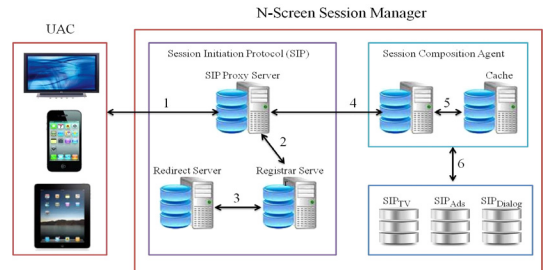 N-Screen Session Manager
UAC
Session Initiation Protocol (SIP)
SIP Proxy Server
Session Composition Agent
Cache
1
4
5
2
6
Redirect Server
Registrar Serve
3
SIPTV
SIPAds
SIPDialog